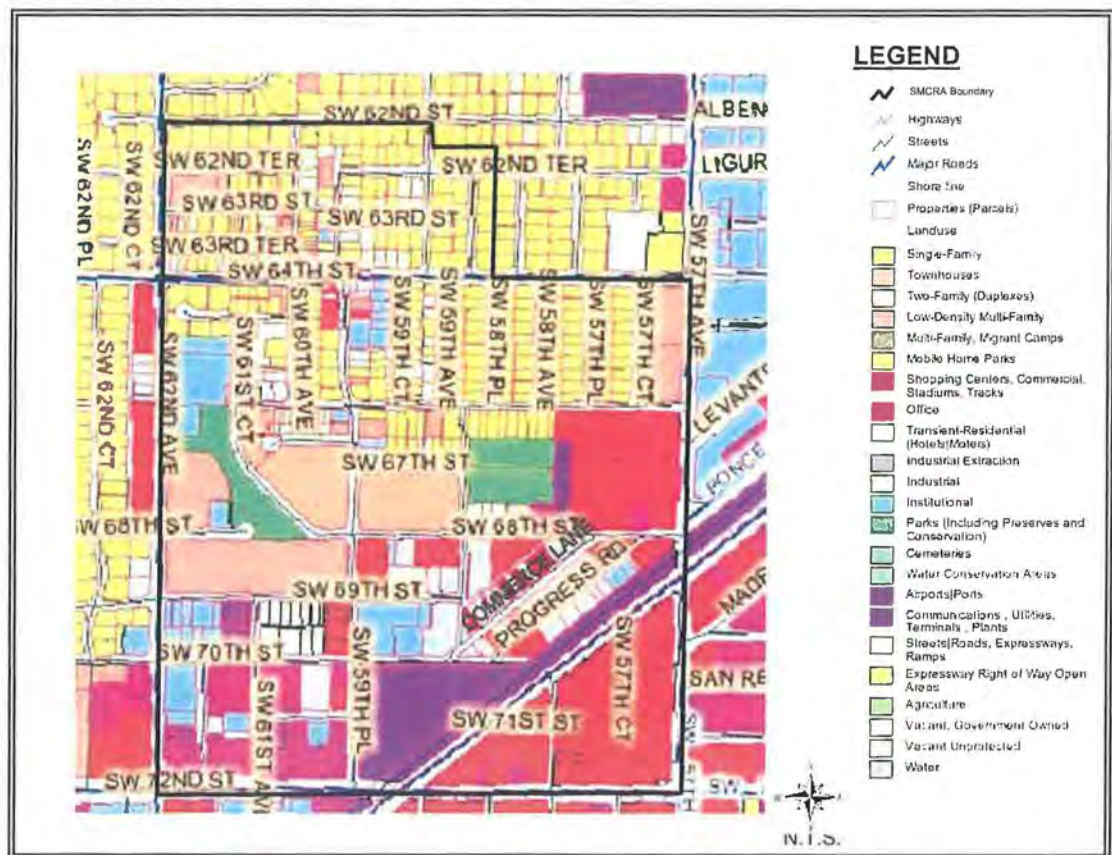 LEGEND
SMCRA Boundary
Highways
Streets
Major Roads
Shore line
Properties (Parcels)
Landuse
Single-Family
Townhouses
Two-Family (Duplexes)
Low-Density Multi-Family
Multi-Family, Migrant Camps
Mobile Home Parks
Shopping Centers, Commercial,
Stadiums, Tracks
Office
Transient-Residential
(Hotels|Moters)
Industrial Extraction
Industrial
Institutional
Parks (Including Preserves and
Conservation)
Cemeteries
Water Conservation Areas
Airports|Ports
Communications , Utilities,
Terminals , Plants
Streets|Roads, Expressways,
Ramps
Expressway Right of Way Open
Areas
Agriculture
Vacant, Government Owned
Vacant Unprotected
Water
N.T.S.
SW 62ND ST
ALBEN
SW 62ND TER
SW 62ND TER
LIGUR
SW 62ND PL
SW 62ND CT
SW 63RD ST
SW 63RD ST
SW 63RD TER
SW 64TH ST
SW 57TH AVE
SW 62ND AVE
SW 61ST CT
SW 60TH AVE
SW 59TH CT
SW 59TH AVE
SW 58TH PL
SW 58TH AVE
SW 57TH PL
SW 57TH CT
SW 62ND CT
LEVANT
PONCE
SW 67TH ST
SW 68TH ST
SW 68TH ST
COMMERCE LANE
PROGRESS RD
SW 69TH ST
MADR
SW 70TH ST
SW 59TH PL
SW 57TH CT
SAN RE
SW 61ST AVE
SW 71ST ST
SW 72ND ST
SW